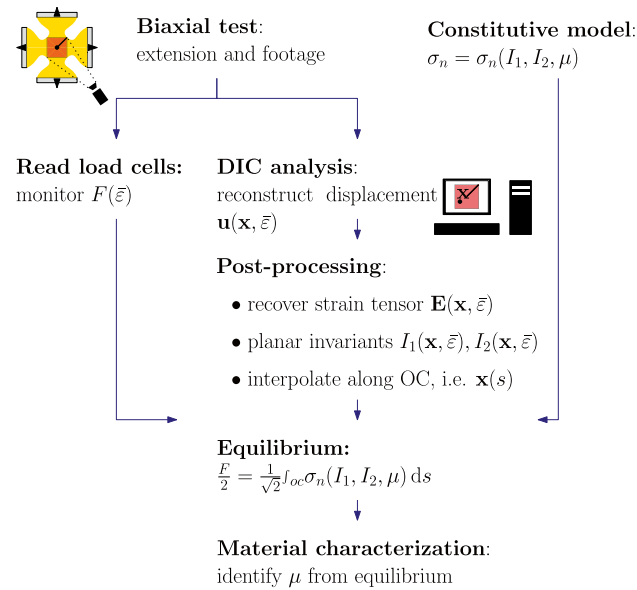 Biaxial test:
extension and footage
Constitutive model:
σₙ = σₙ(I₁, I₂, μ)
Read load cells:
monitor F(ε̄)
DIC analysis:
reconstruct displacement
u(x, ε̄)
x
Post-processing:
• recover strain tensor E(x, ε̄)
• planar invariants I₁(x, ε̄), I₂(x, ε̄)
• interpolate along OC, i.e. x(s)
Equilibrium:
F/2 = 1/√2 ∫oc σₙ(I₁, I₂, μ) ds
Material characterization:
identify μ from equilibrium